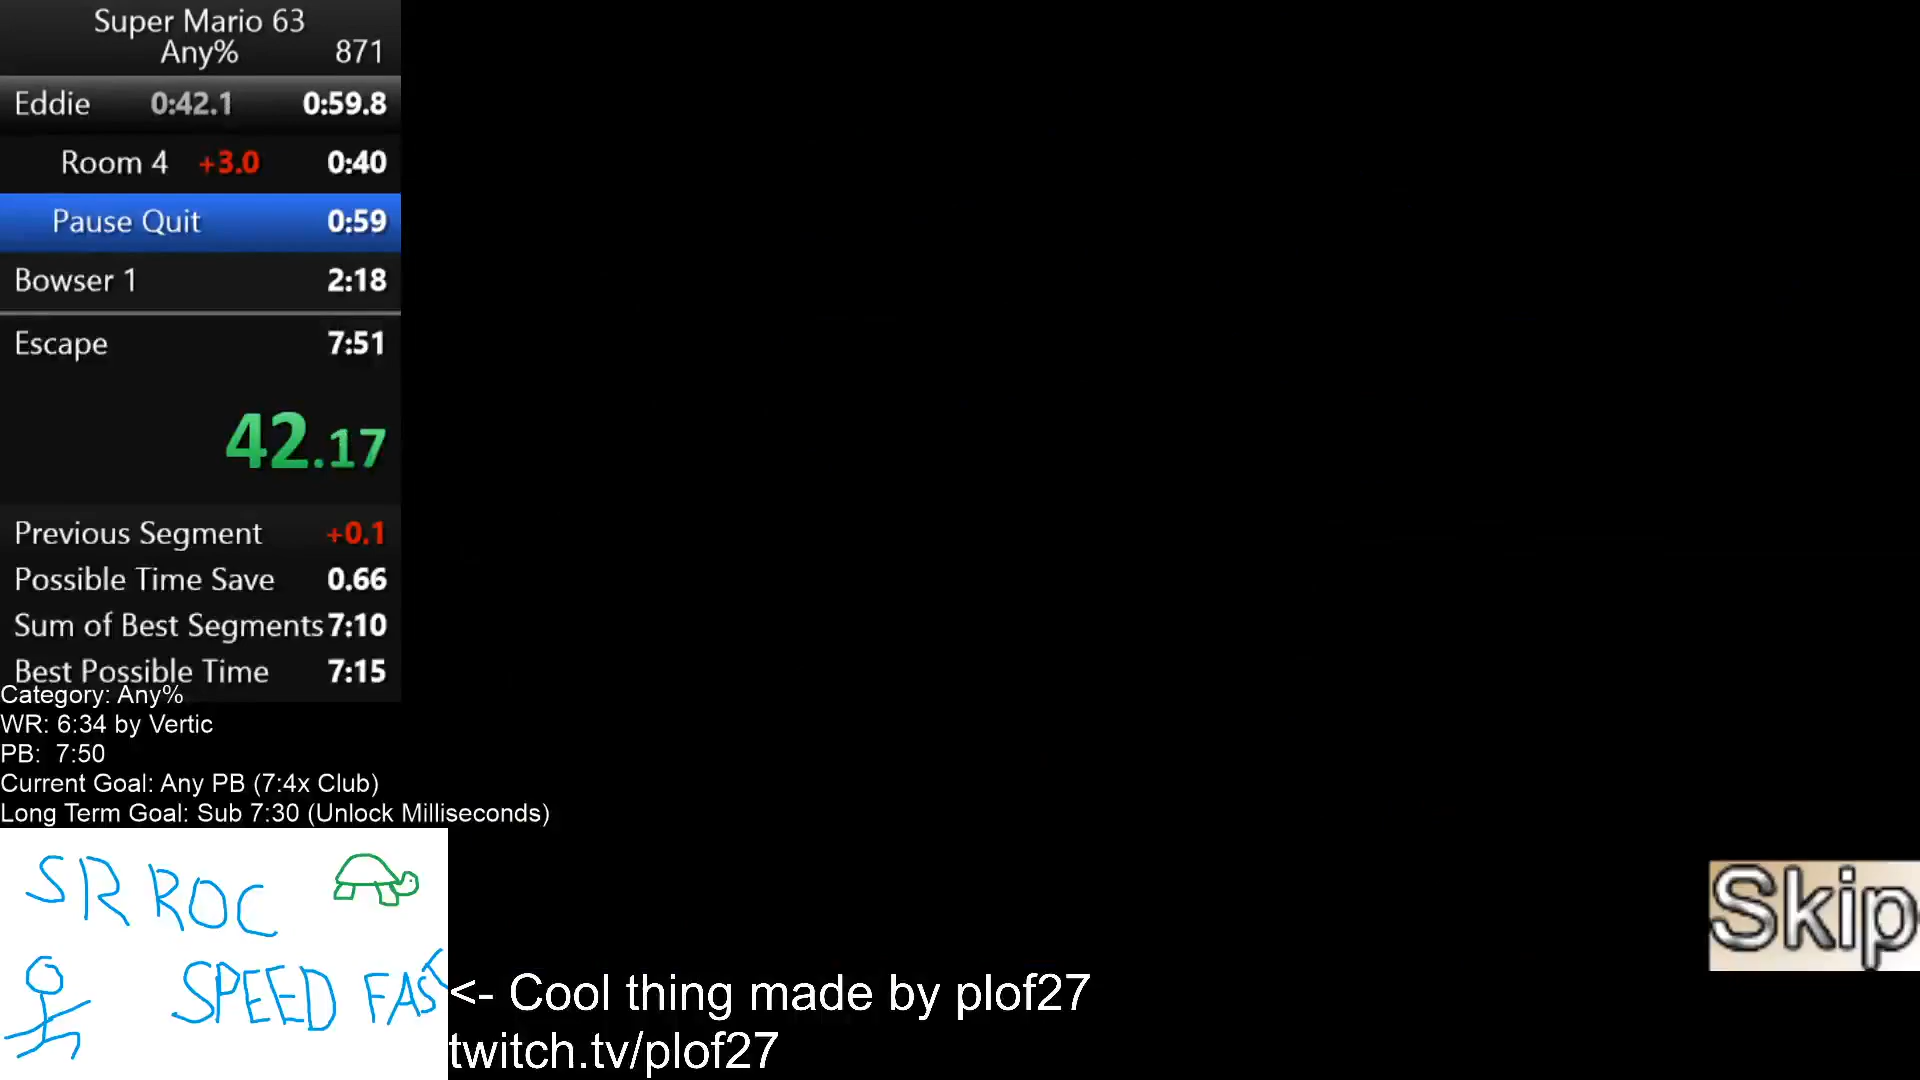 Super Mario 63
Any% 871
Eddie 0:42.1 0:59.8
Room 4 +3.0 0:40
Pause Quit 0:59
Bowser 1 2:18
Escape 7:51
42.17
Previous Segment +0.1
Possible Time Save 0.66
Sum of Best Segments 7:10
Best Possible Time 7:15
Category: Any%
WR: 6:34 by Vertic
PB: 7:50
Current Goal: Any PB (7:4x Club)
Long Term Goal: Sub 7:30 (Unlock Milliseconds)
SR ROC
SPEED FAST
<- Cool thing made by plof27
twitch.tv/plof27
Skip